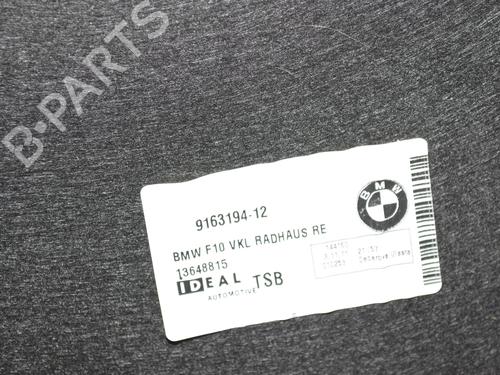 B-PARTS
9163194-12
BMW
BMW F10 VKL RADHAUS RE
13648815
IDEAL TSB
AUTOMOTIVE